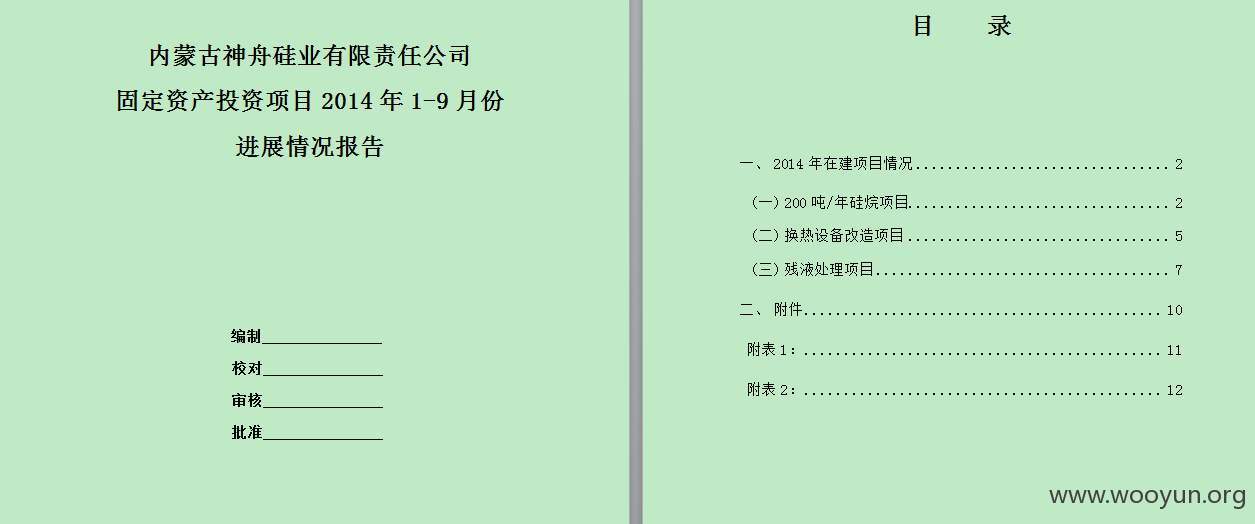 内蒙古神舟硅业有限责任公司
固定资产投资项目 2014 年 1-9 月份
进展情况报告
编制_______________
校对_______________
审核_______________
批准_______________
目 录
一、 2014 年在建项目情况................................ 2
(一) 200 吨/年硅烷项目................................. 2
(二) 换热设备改造项目................................. 5
(三) 残液处理项目..................................... 7
二、 附件.............................................. 10
附表 1：.............................................. 11
附表 2：.............................................. 12
www.wooyun.org